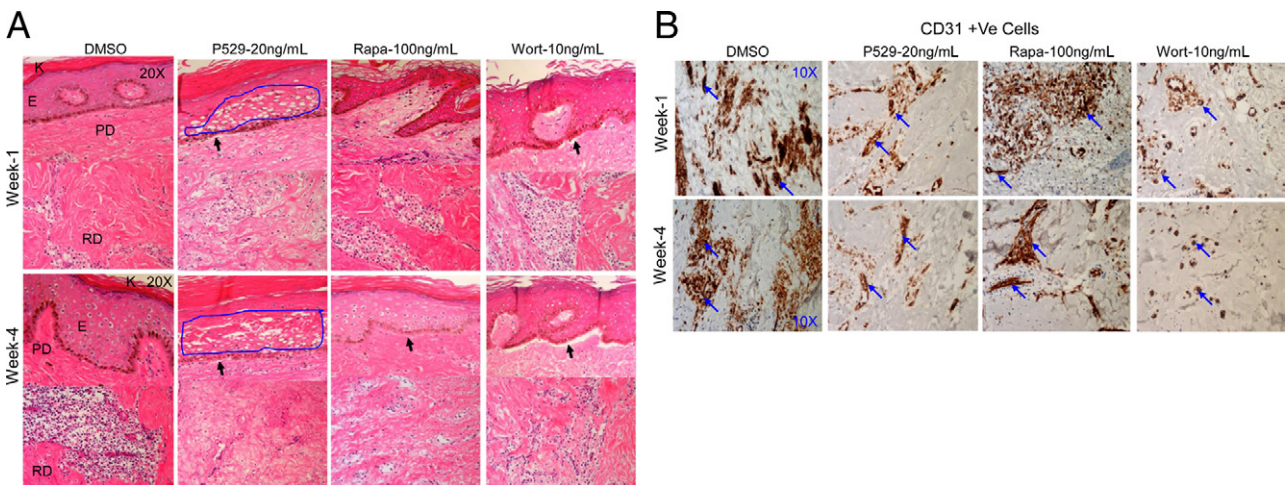 A
DMSO
P529-20ng/mL
Rapa-100ng/mL
Wort-10ng/mL
Week-1
K
20X
E
PD
RD
Week-4
K
20X
E
PD
RD
B
CD31 +Ve Cells
DMSO
P529-20ng/mL
Rapa-100ng/mL
Wort-10ng/mL
Week-1
10X
Week-4
10X